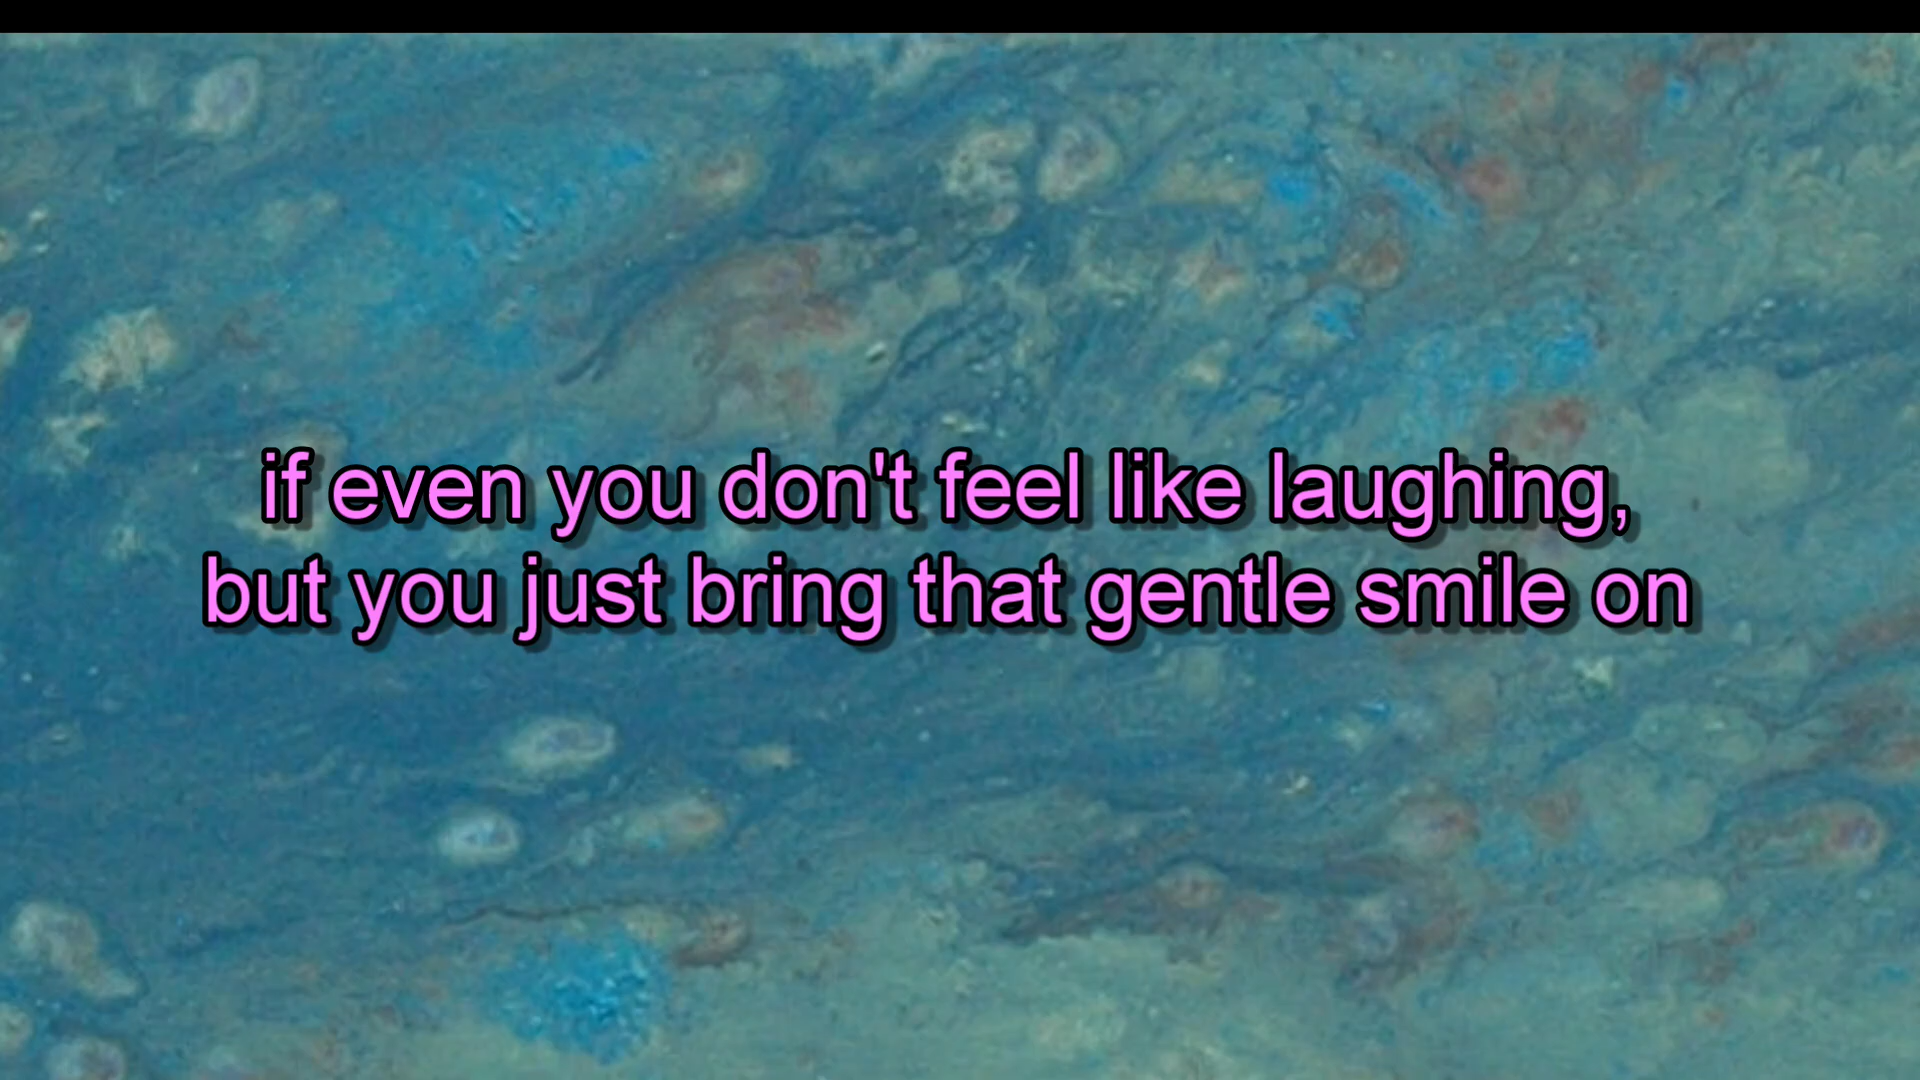 if even you don't feel like laughing,
but you just bring that gentle smile on